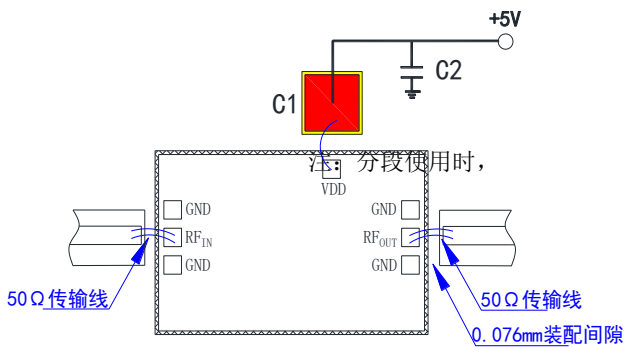 +5V
C2
C1
注：分段使用时，
VDD
GND
GND
RFIN
RFOUT
GND
GND
50Ω传输线
50Ω传输线
0.076mm装配间隙